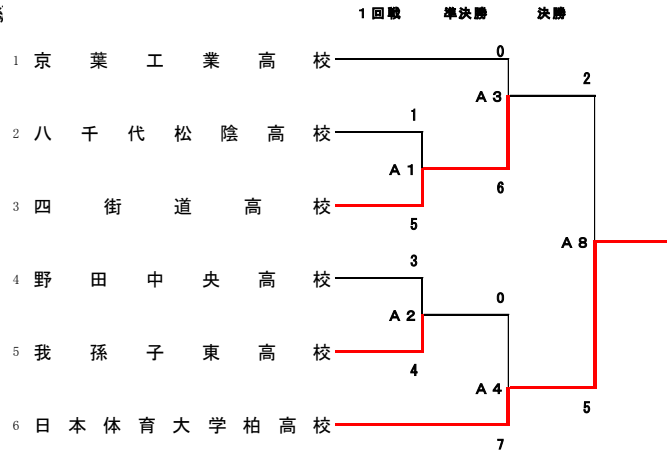 １回戦 準決勝 決勝
0
1 京葉工業高校
2
Ａ３
1
2 八千代松陰高校
Ａ１
6
3 四街道高校
5
Ａ８
3
4 野田中央高校
0
Ａ２
5 我孫子東高校
4
Ａ４
5
6 日本体育大学柏高校
7